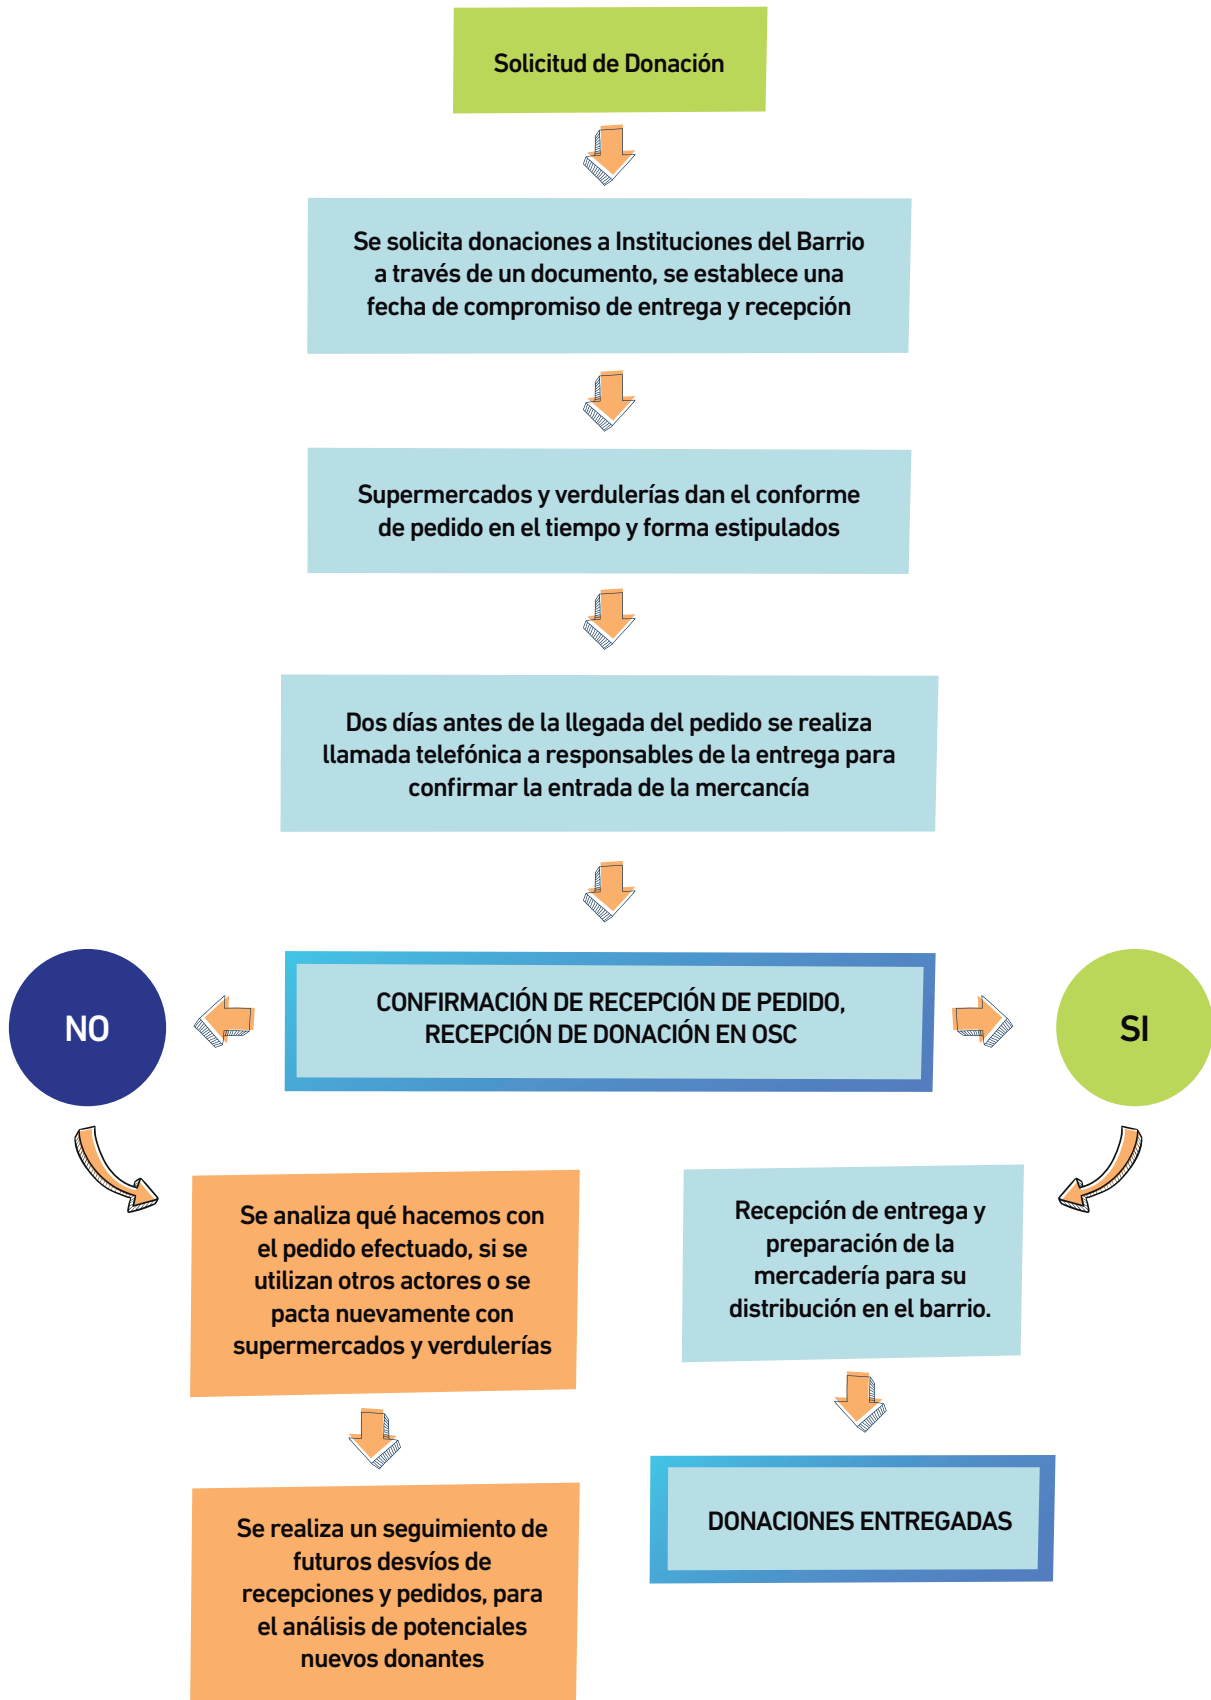 Solicitud de Donación
Se solicita donaciones a Instituciones del Barrio
a través de un documento, se establece una
fecha de compromiso de entrega y recepción
Supermercados y verdulerías dan el conforme
de pedido en el tiempo y forma estipulados
Dos días antes de la llegada del pedido se realiza
llamada telefónica a responsables de la entrega para
confirmar la entrada de la mercancía
NO
CONFIRMACIÓN DE RECEPCIÓN DE PEDIDO,
RECEPCIÓN DE DONACIÓN EN OSC
SI
Se analiza qué hacemos con
el pedido efectuado, si se
utilizan otros actores o se
pacta nuevamente con
supermercados y verdulerías
Recepción de entrega y
preparación de la
mercadería para su
distribución en el barrio.
Se realiza un seguimiento de
futuros desvíos de
recepciones y pedidos, para
el análisis de potenciales
nuevos donantes
DONACIONES ENTREGADAS